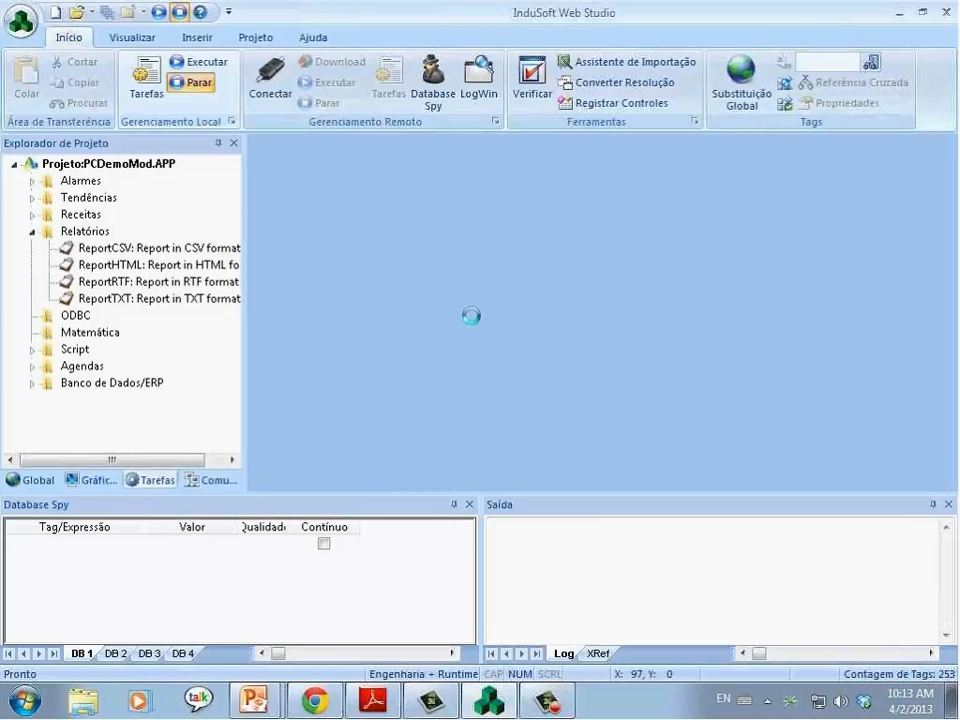 InduSoft Web Studio
Início Visualizar Inserir Projeto Ajuda
Colar
Cortar
Copiar
Procurar
Área de Transferência
Tarefas
Executar
Parar
Gerenciamento Local
Conectar
Download
Executar
Parar
Tarefas
Database Spy
LogWin
Gerenciamento Remoto
Verificar
Assistente de Importação
Converter Resolução
Registrar Controles
Ferramentas
Substituição Global
Referência Cruzada
Propriedades
Tags
Explorador de Projeto
Projeto:PCDemoMod.APP
Alarmes
Tendências
Receitas
Relatórios
ReportCSV: Report in CSV format
ReportHTML: Report in HTML fo
ReportRTF: Report in RTF format
ReportTXT: Report in TXT format
ODBC
Matemática
Script
Agendas
Banco de Dados/ERP
Global Gráfic... Tarefas Comu...
Database Spy
Tag/Expressão Valor Qualidade Contínuo
DB 1 DB 2 DB 3 DB 4
Saída
Log XRef
Pronto
Engenharia + Runtime CAP NUM SCRL X: 97, Y: 0 Contagem de Tags: 253
talk
EN
10:13 AM
4/2/2013